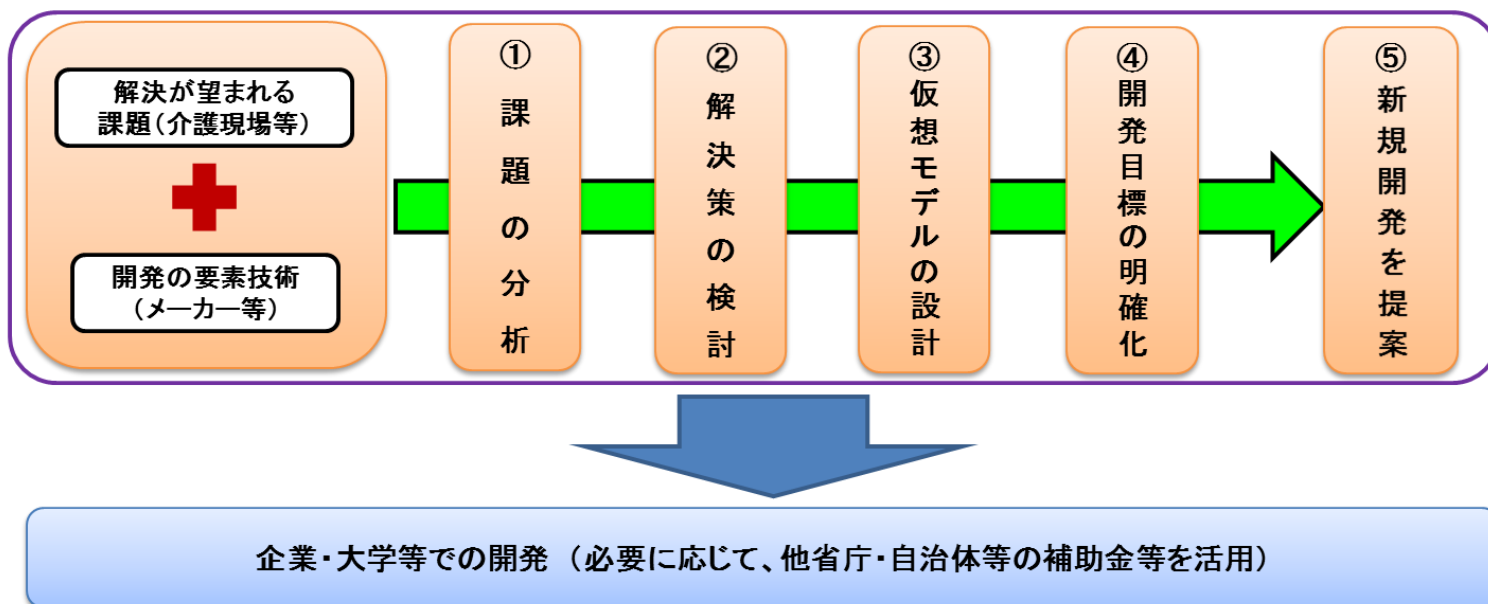 解決が望まれる
課題（介護現場等）
開発の要素技術
（メーカー等）
①課題の分析
②解決策の検討
③仮想モデルの設計
④開発目標の明確化
⑤新規開発を提案
企業・大学等での開発 （必要に応じて、他省庁・自治体等の補助金等を活用）